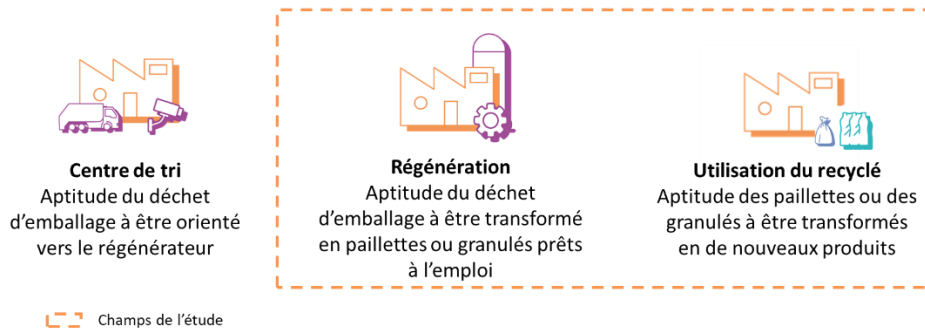 Centre de tri
Aptitude du déchet
d'emballage à être orienté
vers le régénérateur
Régénération
Aptitude du déchet
d'emballage à être transformé
en paillettes ou granulés prêts
à l'emploi
Utilisation du recyclé
Aptitude des paillettes ou des
granulés à être transformés
en de nouveaux produits
Champs de l'étude